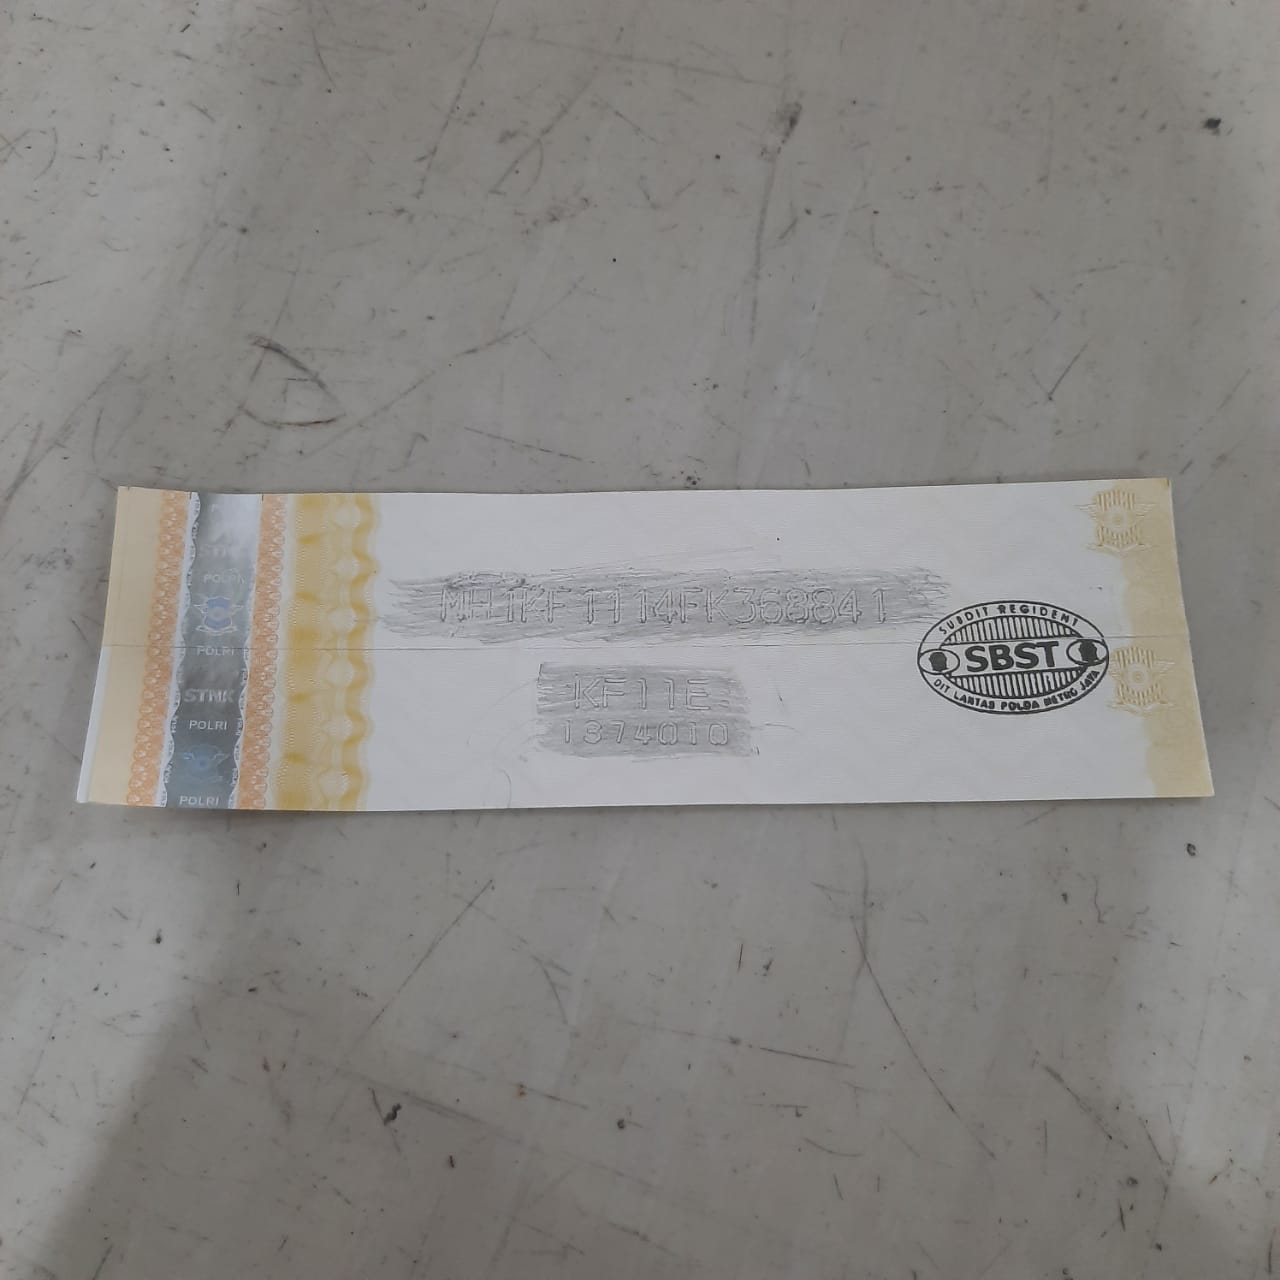 STNK
POLRI
POLRI
STNK
POLRI
POLRI
MH1KF1114FK368841
KF11E
1374010
SUBDIT REGIDENT
SBST
DIT LANTAS POLDA METRO JAYA